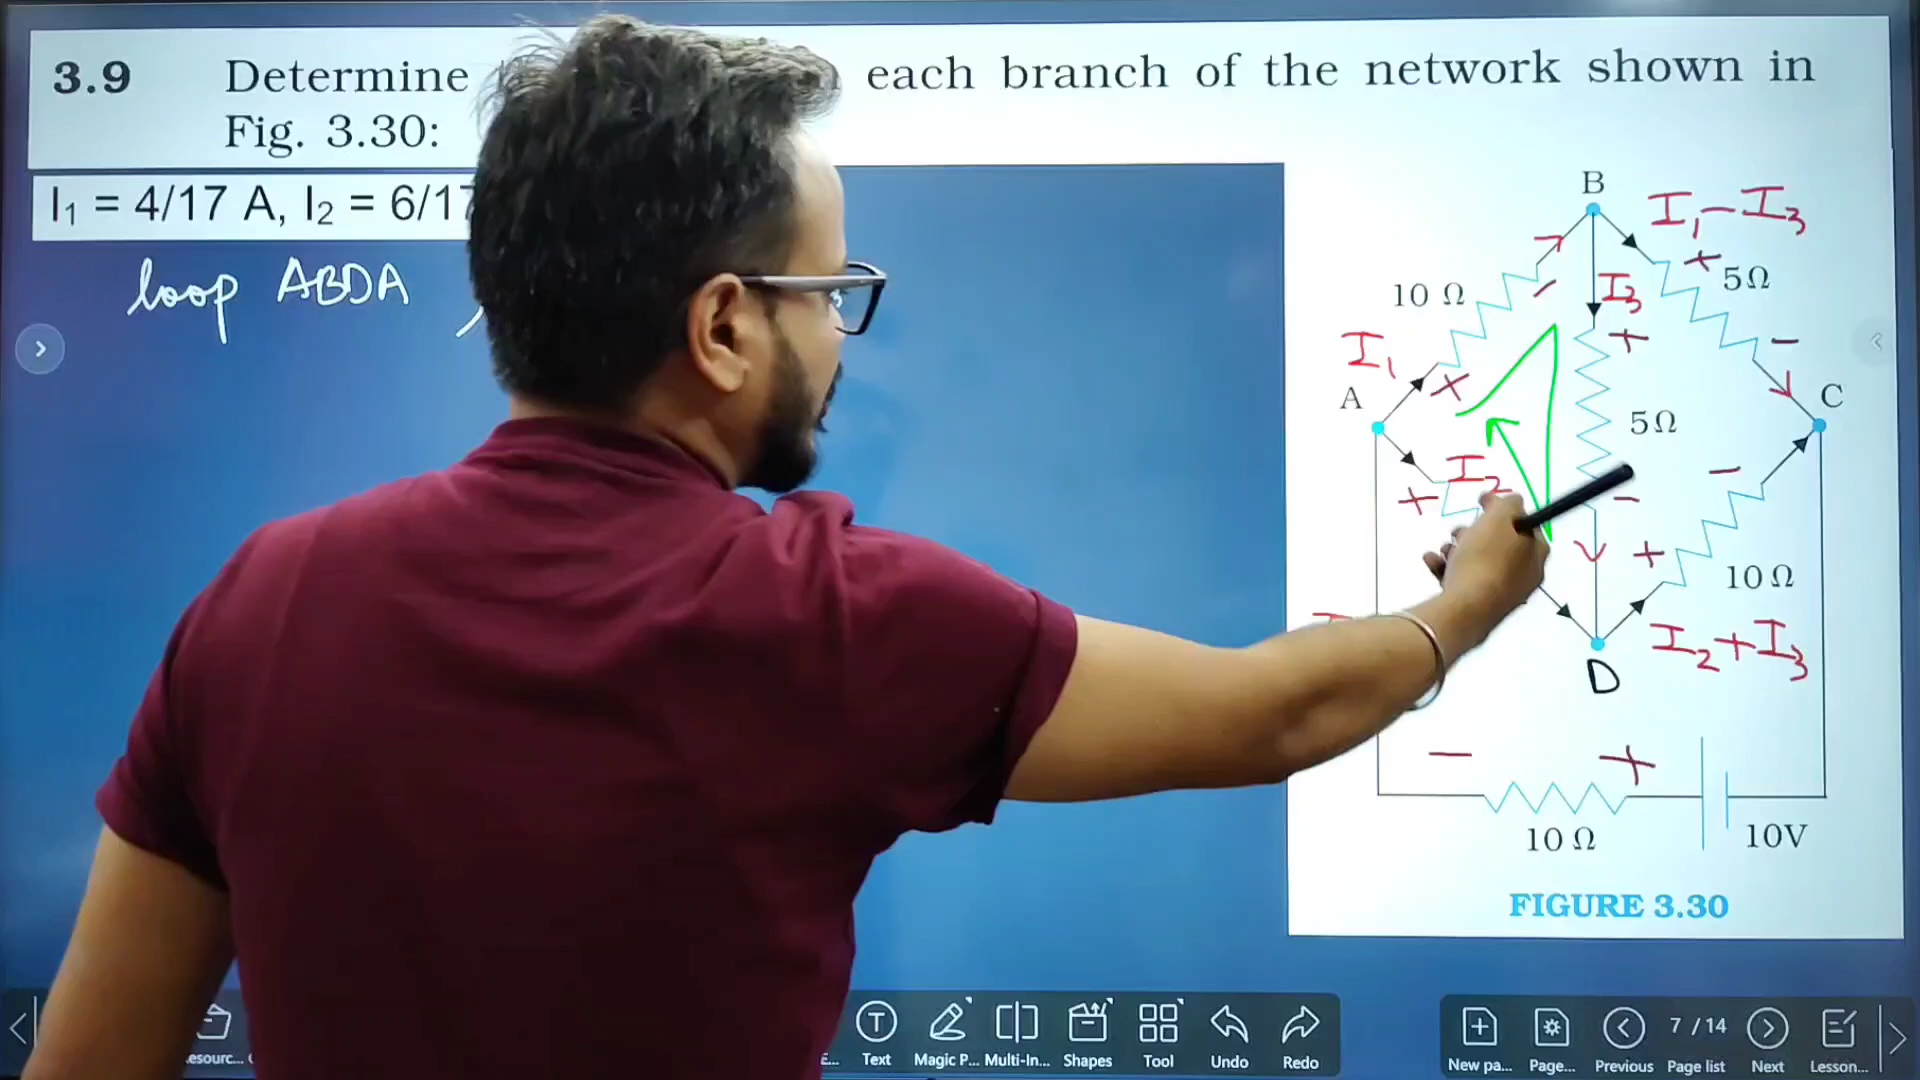 3.9 Determine each branch of the network shown in
Fig. 3.30:
I₁ = 4/17 A, I₂ = 6/17
loop ABDA
B
I₁-I₃
+
5Ω
10 Ω
-
I₃
+
-
I₁
+
A
C
5Ω
I₂
+
-
-
+
10 Ω
I₂+I₃
D
-
+
10 Ω
10V
FIGURE 3.30
Text
Magic P...
Multi-In...
Shapes
Tool
Undo
Redo
New pa...
Page...
Previous
7 /14
Page list
Next
Lesson...
esourc...
E...